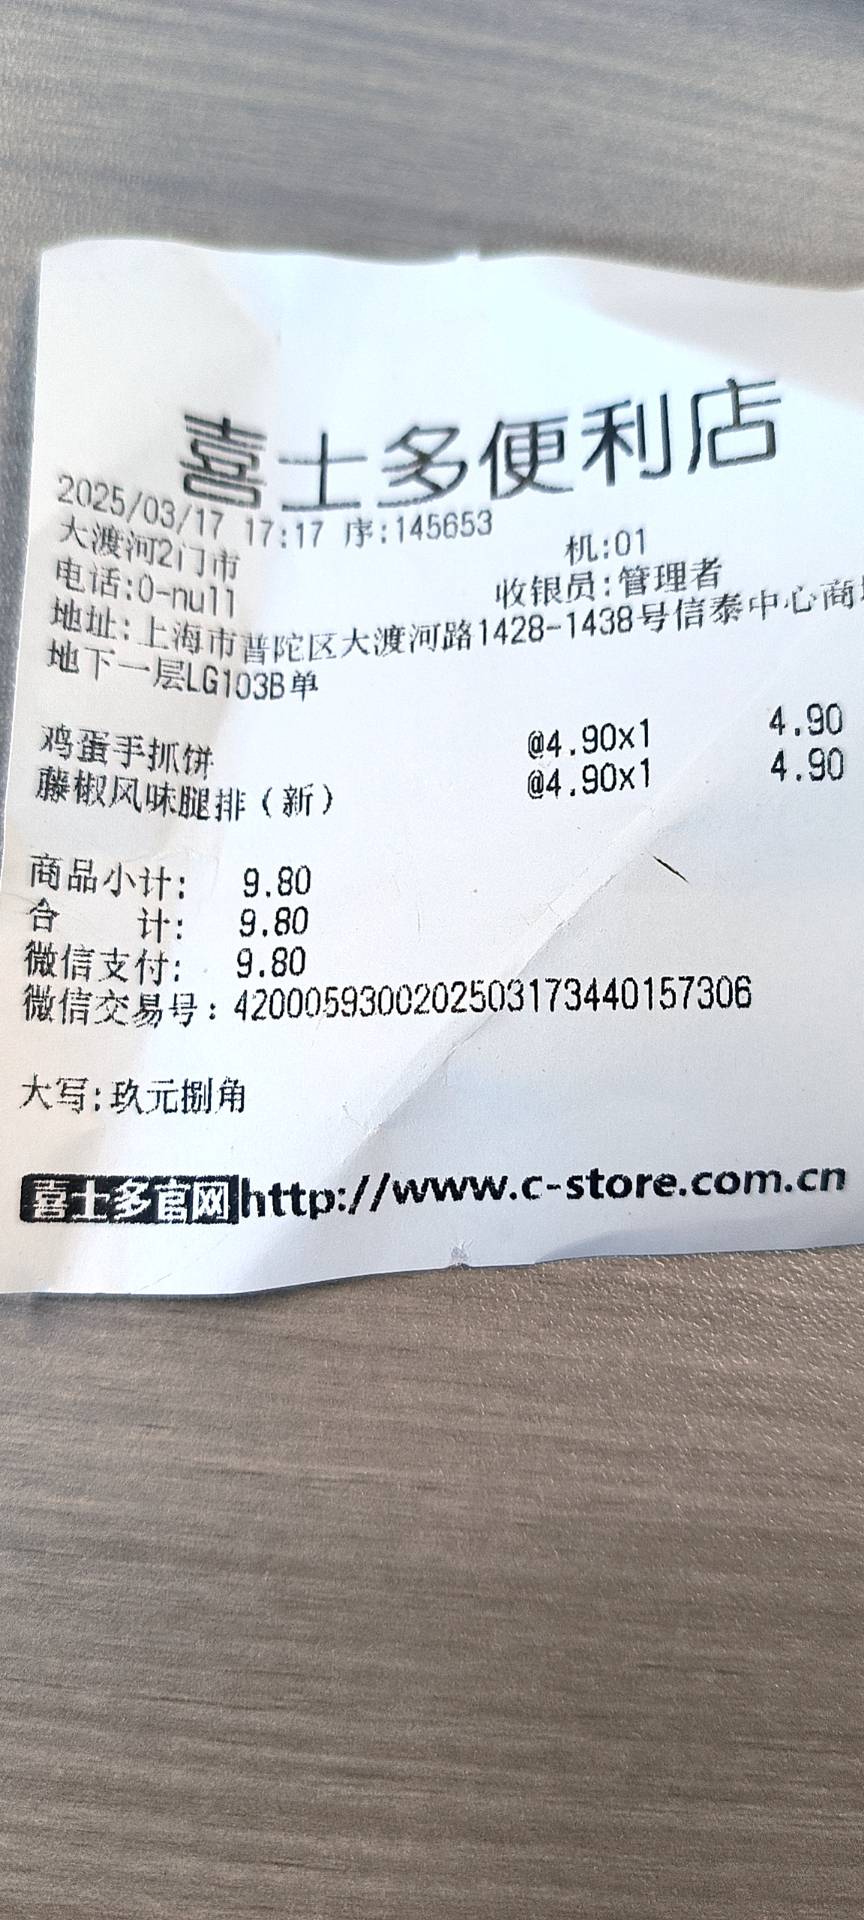 喜士多便利店
2025/03/17 17:17 序:145653
大渡河2门市 机:01
电话:0-null 收银员:管理者
地址:上海市普陀区大渡河路1428-1438号信泰中心商
地下一层LG103B单
鸡蛋手抓饼 @4.90x1 4.90
藤椒风味腿排（新） @4.90x1 4.90
商品小计: 9.80
合 计: 9.80
微信支付: 9.80
微信交易号:4200059300202503173440157306
大写:玖元捌角
喜士多官网http://www.c-store.com.cn